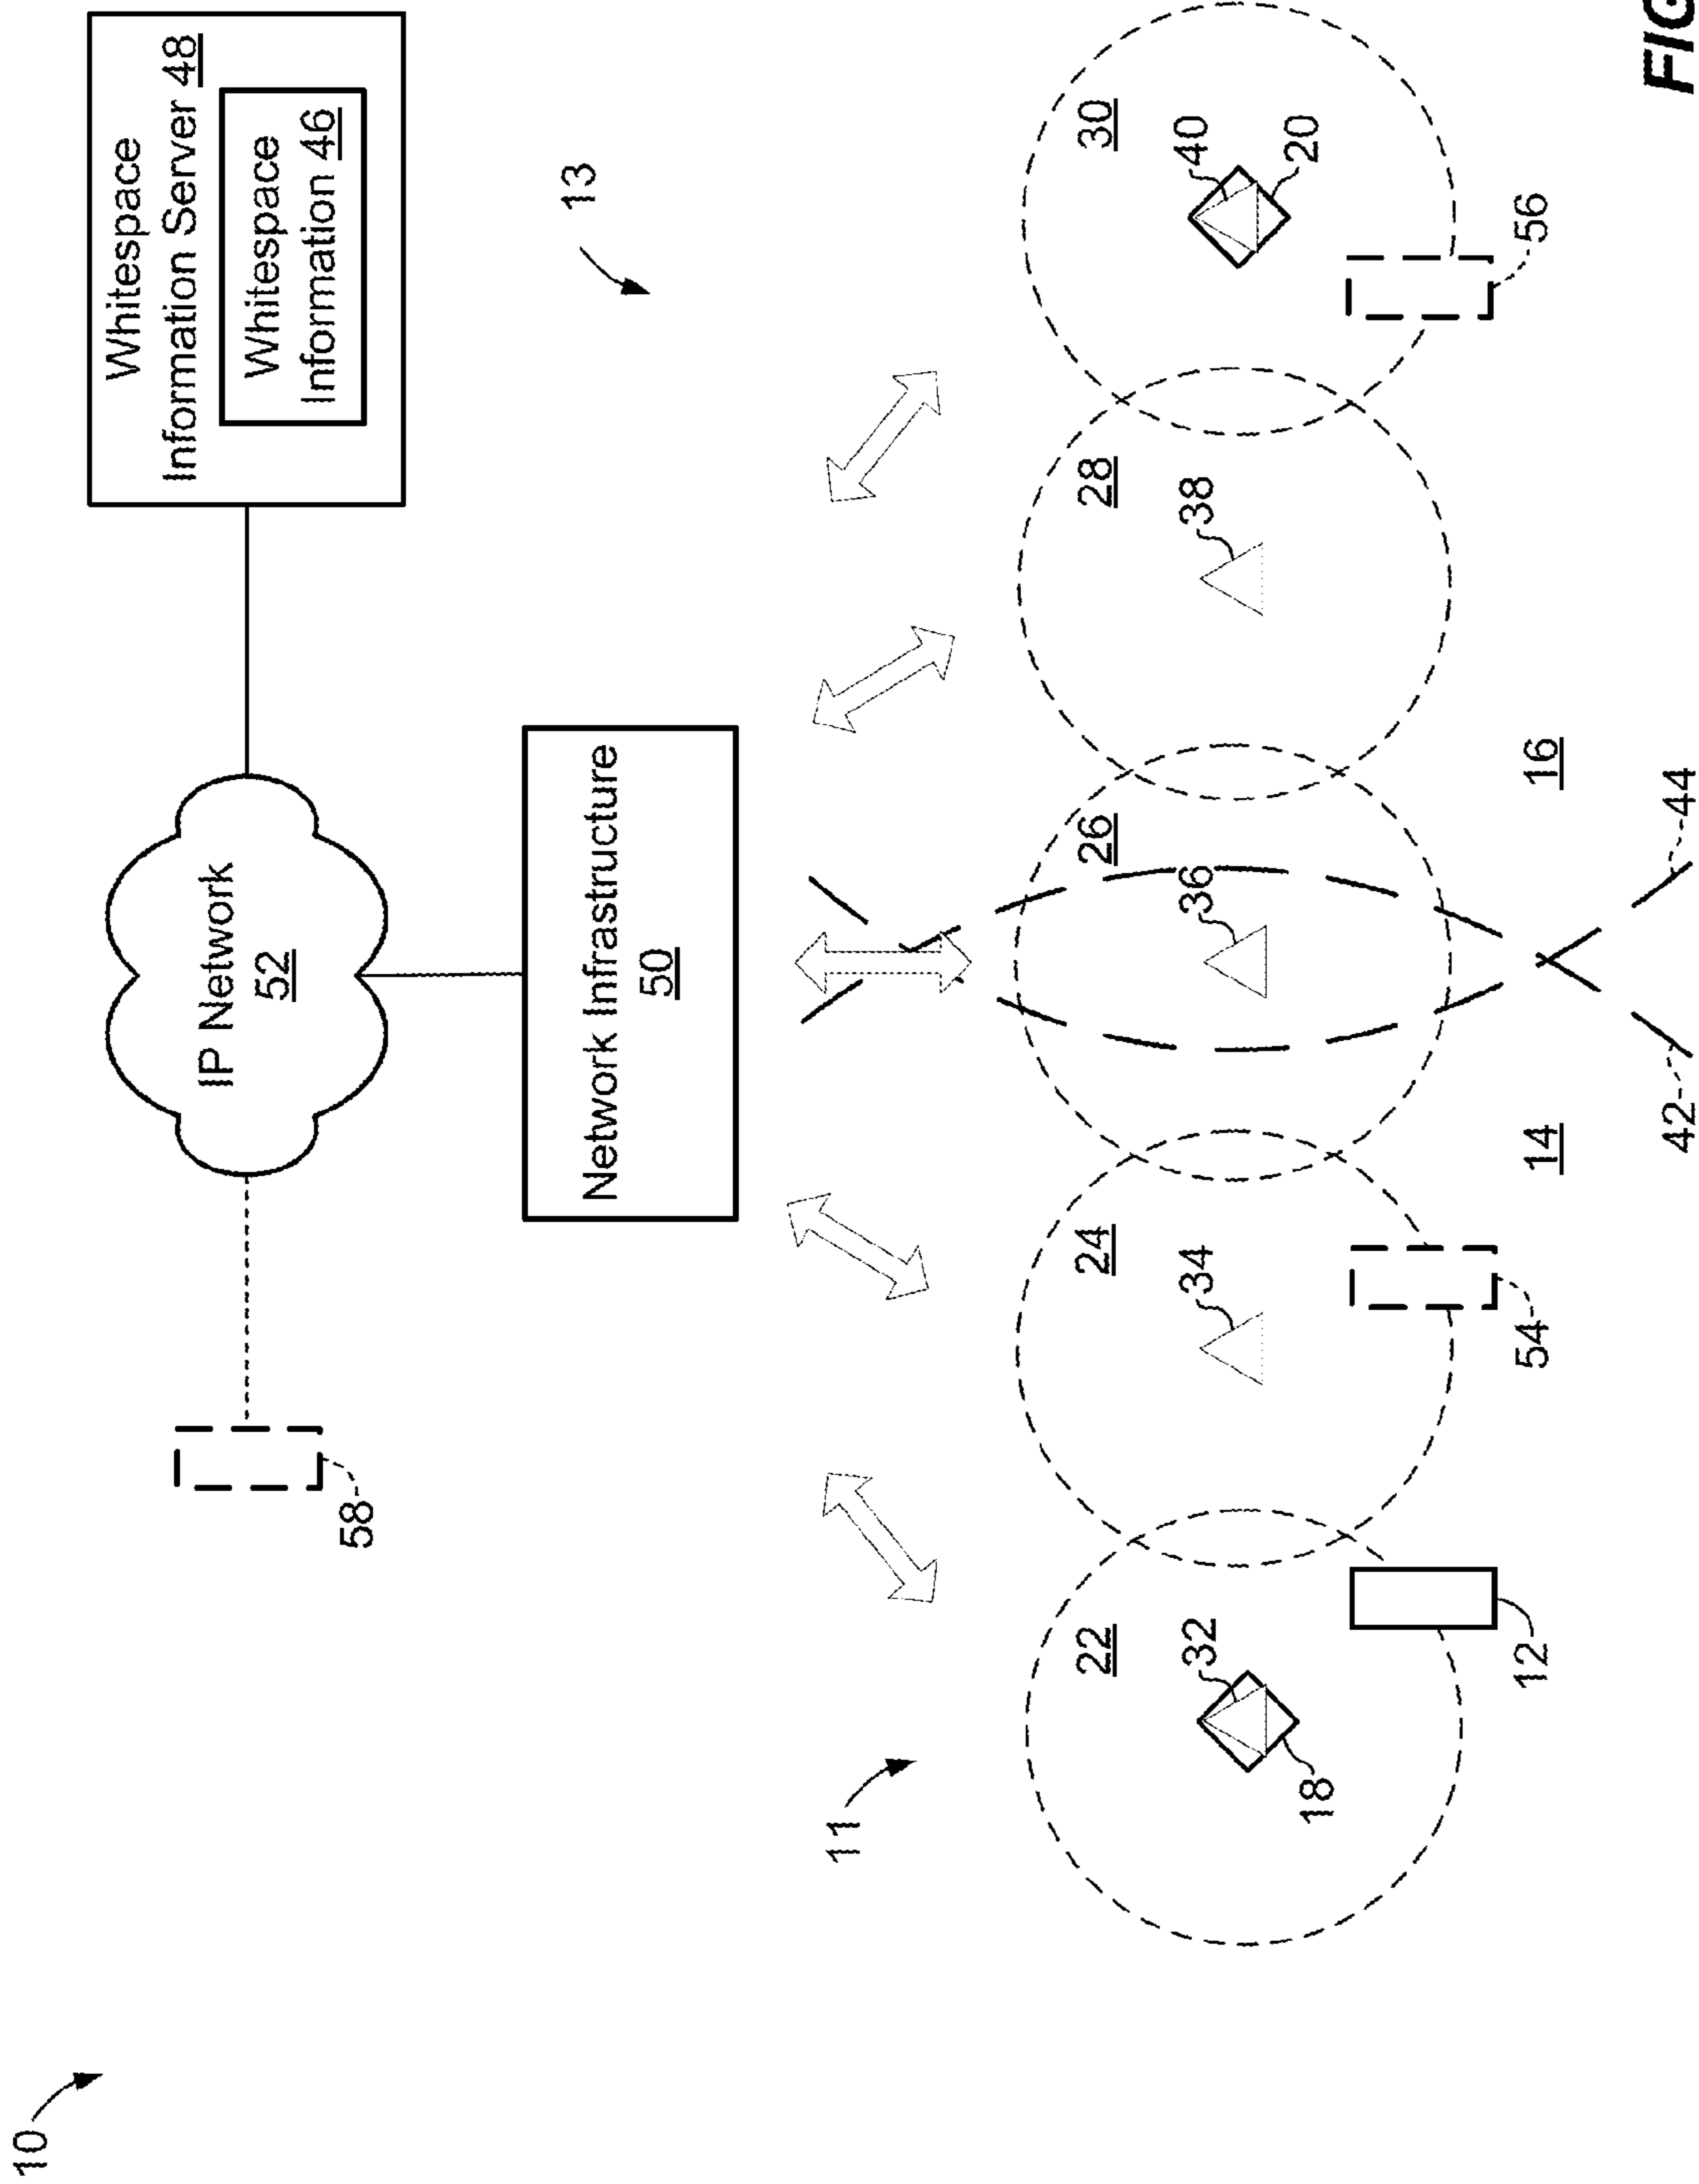 10
Whitespace
Information Server 48
IP Network
52
Whitespace
Information 46
58
13
Network Infrastructure
50
11
22 24 26 28 30
32 34 36 38 40
18 20
12 54 14 16 56
42 44
FIG